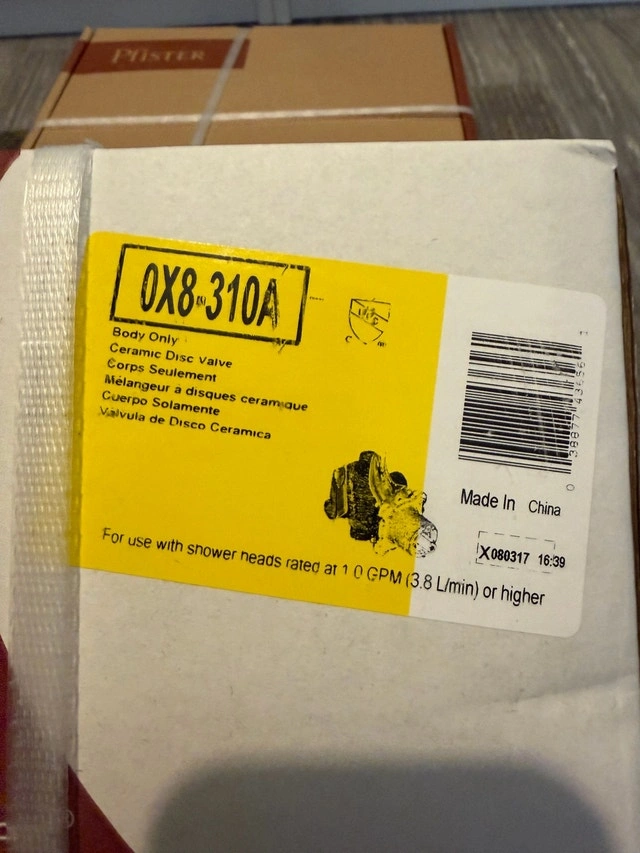 PfISTER
0X8-310A
Body Only
Ceramic Disc Valve
Corps Seulement
Mélangeur à disques céramique
Cuerpo Solamente
Valvula de Disco Ceramica
Made In China
X080317 16:39
For use with shower heads rated at 1.0 GPM (3.8 L/min) or higher